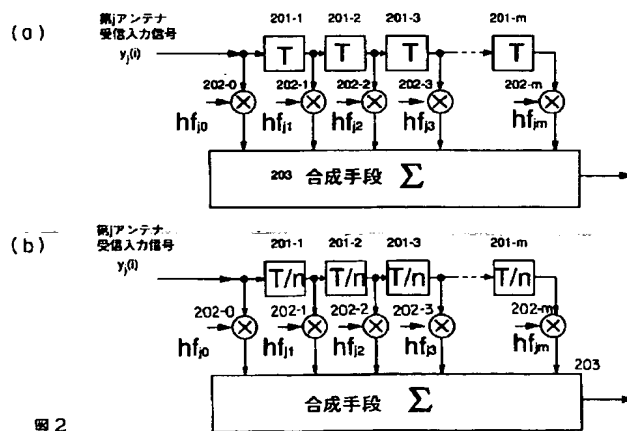 (a)
第jアンテナ
受信入力信号
yj(i)
201-1 201-2 201-3 201-m
T T T T
202-0 202-1 202-2 202-3 202-m
hfj0 hfj1 hfj2 hfj3 hfjm
203 合成手段 Σ
(b)
第jアンテナ
受信入力信号
yj(i)
201-1 201-2 201-3 201-m
T/n T/n T/n T/n
202-0 202-1 202-2 202-3 202-m
hfj0 hfj1 hfj2 hfj3 hfjm
203
合成手段 Σ
図2